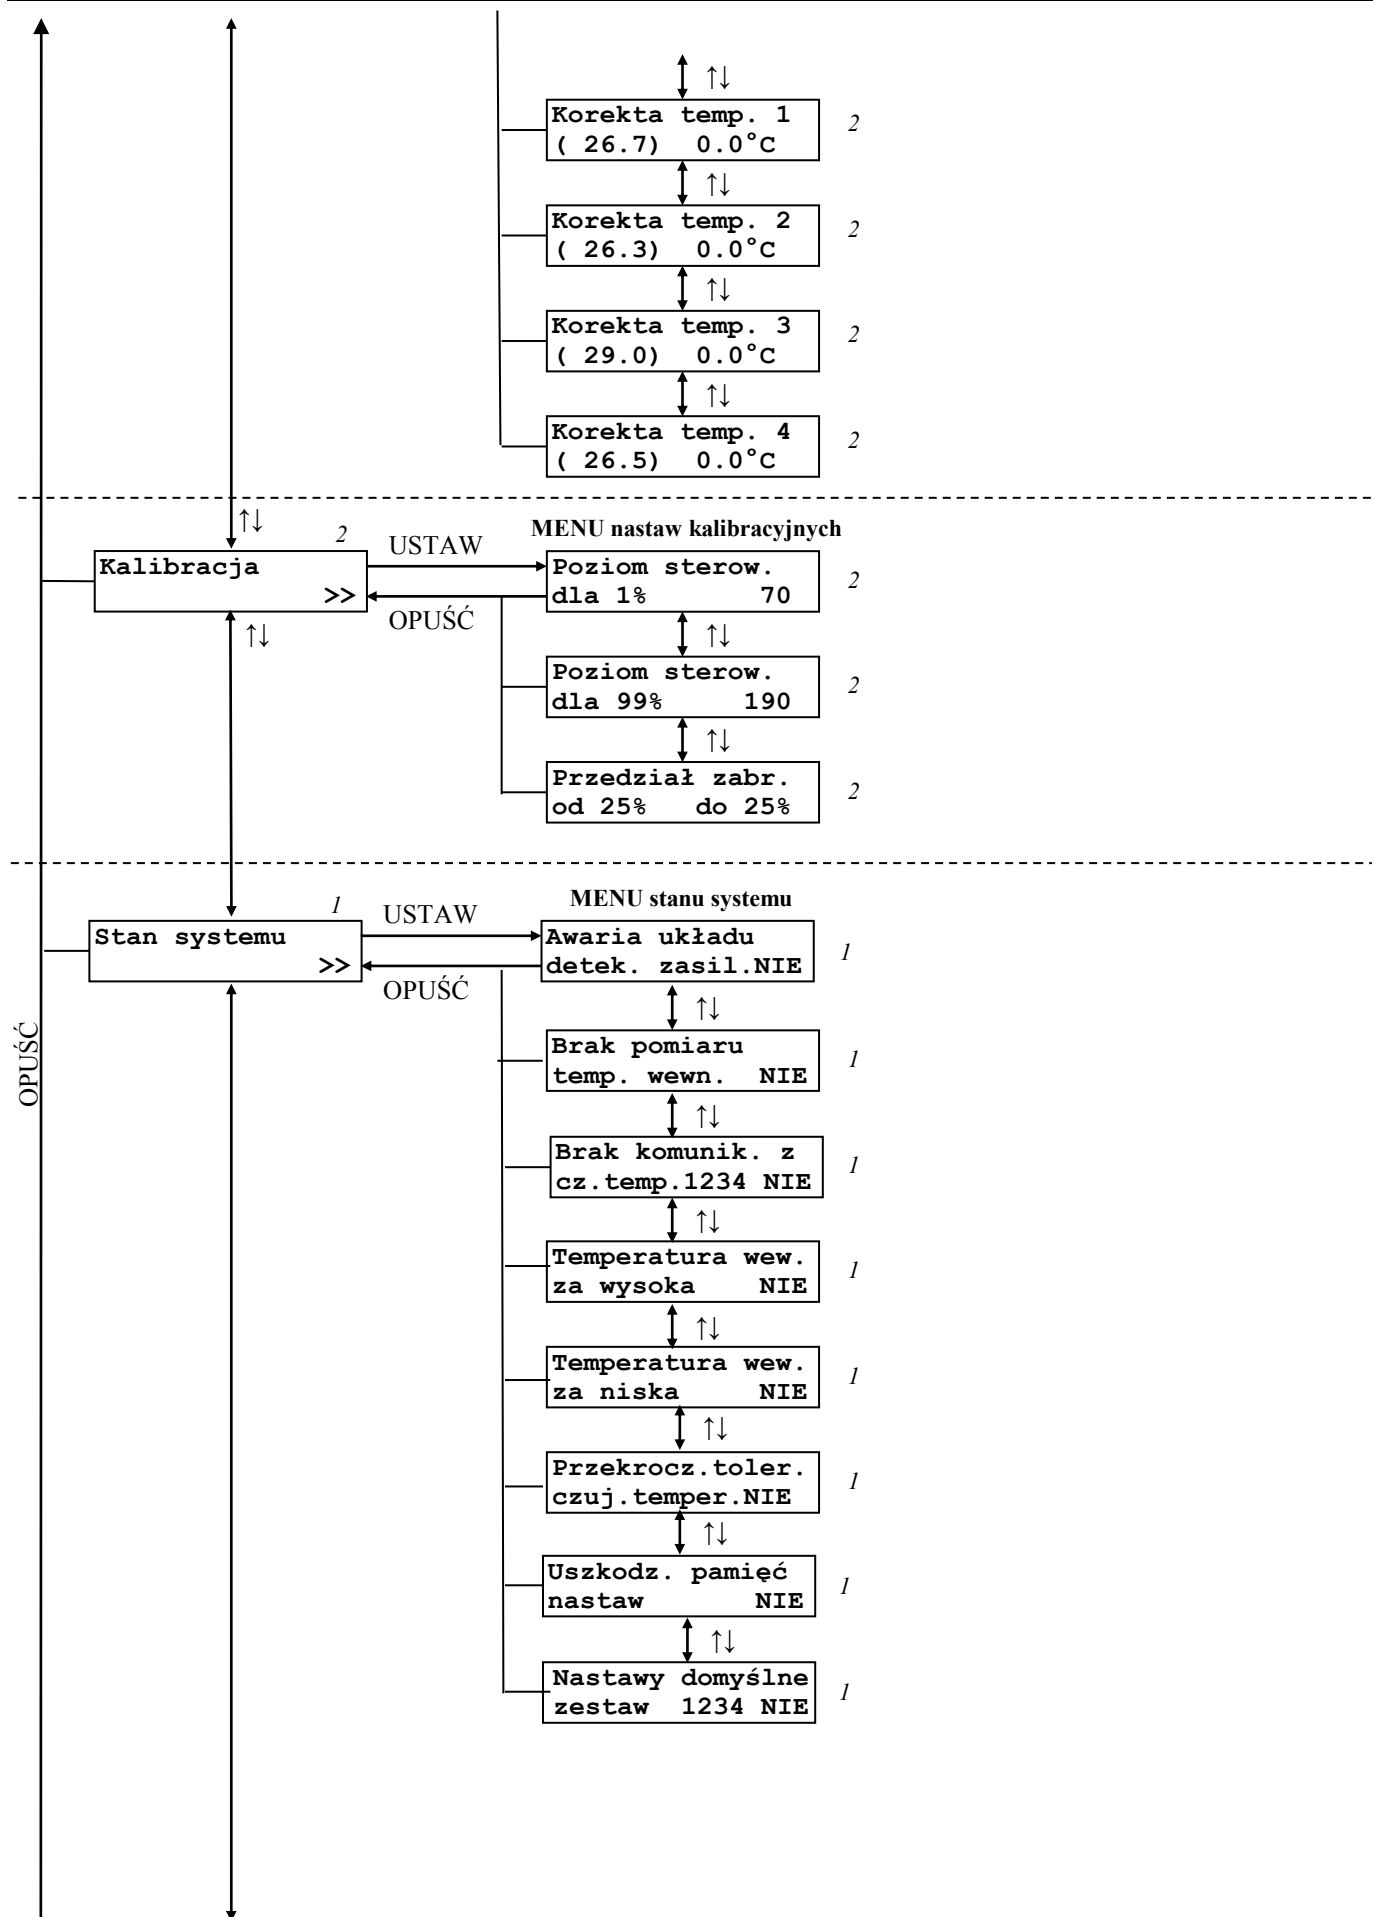 ↑↓
Korekta temp. 1
( 26.7) 0.0°C
2
↑↓
Korekta temp. 2
( 26.3) 0.0°C
2
↑↓
Korekta temp. 3
( 29.0) 0.0°C
2
↑↓
Korekta temp. 4
( 26.5) 0.0°C
2
↑↓
2
MENU nastaw kalibracyjnych
Kalibracja
>>
USTAW
OPUŚĆ
Poziom sterow.
dla 1% 70
2
↑↓
↑↓
Poziom sterow.
dla 99% 190
2
↑↓
Przedział zabr.
od 25% do 25%
2
MENU stanu systemu
1
Stan systemu
>>
USTAW
OPUŚĆ
Awaria układu
detek. zasil.NIE
1
↑↓
OPUŚĆ
Brak pomiaru
temp. wewn. NIE
1
↑↓
Brak komunik. z
cz.temp.1234 NIE
1
↑↓
Temperatura wew.
za wysoka NIE
1
↑↓
Temperatura wew.
za niska NIE
1
↑↓
Przekrocz.toler.
czuj.temper.NIE
1
↑↓
Uszkodz. pamięć
nastaw NIE
1
↑↓
Nastawy domyślne
zestaw 1234 NIE
1